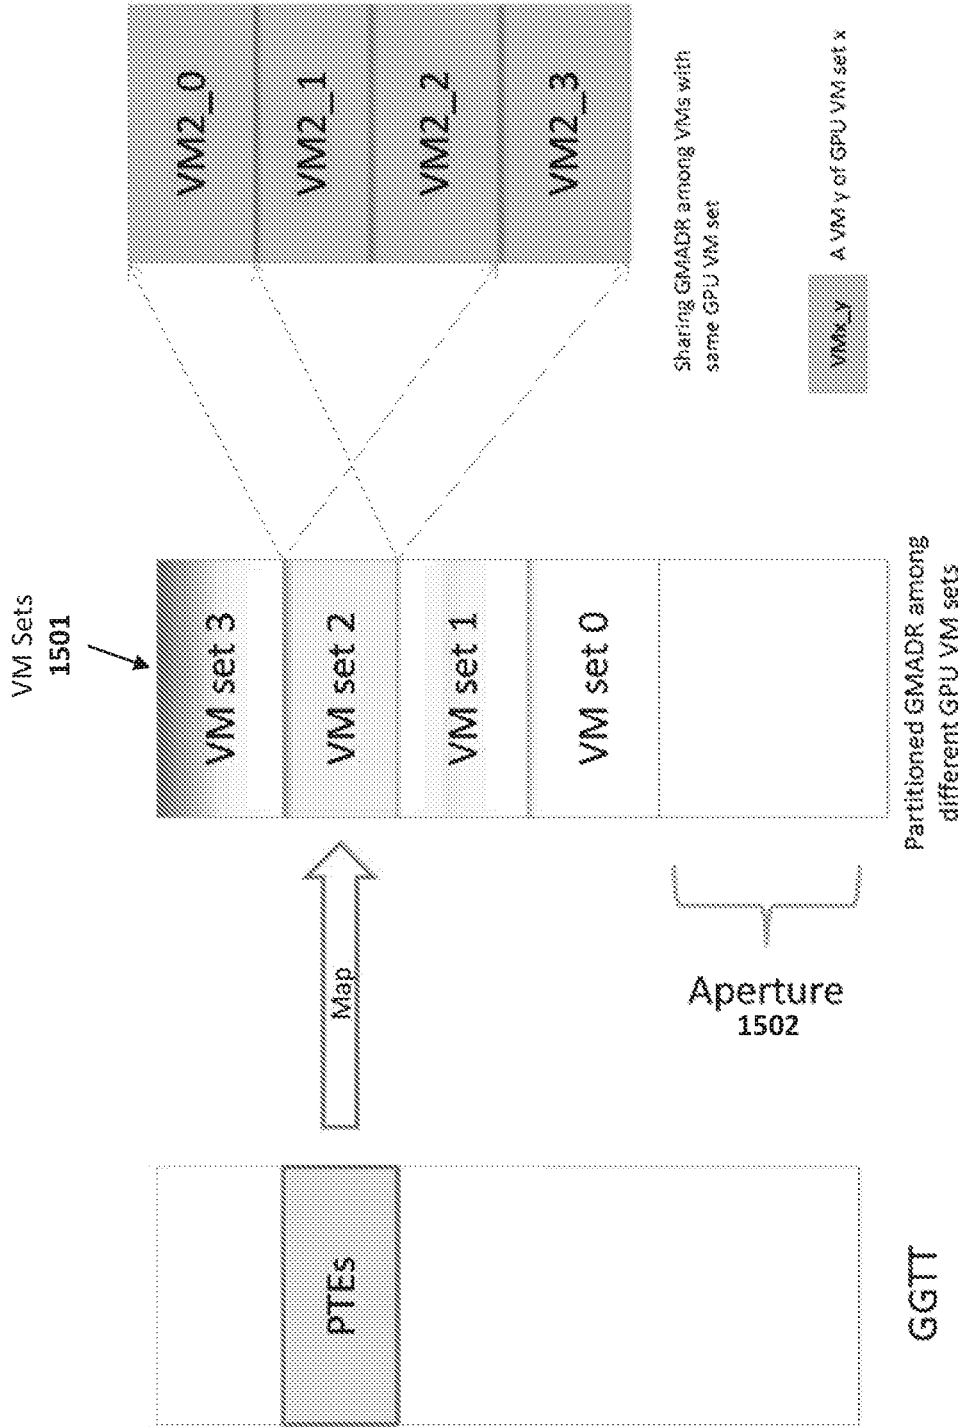 VM Sets
1501
PTEs
GGTT
Map
VM set 3
VM set 2
VM set 1
VM set 0
Aperture
1502
Partitioned GMADR among
different GPU VM sets
VM2_0
VM2_1
VM2_2
VM2_3
Sharing GMADR among VMs with
same GPU VM set
VMx_y
A VM y of GPU VM set x